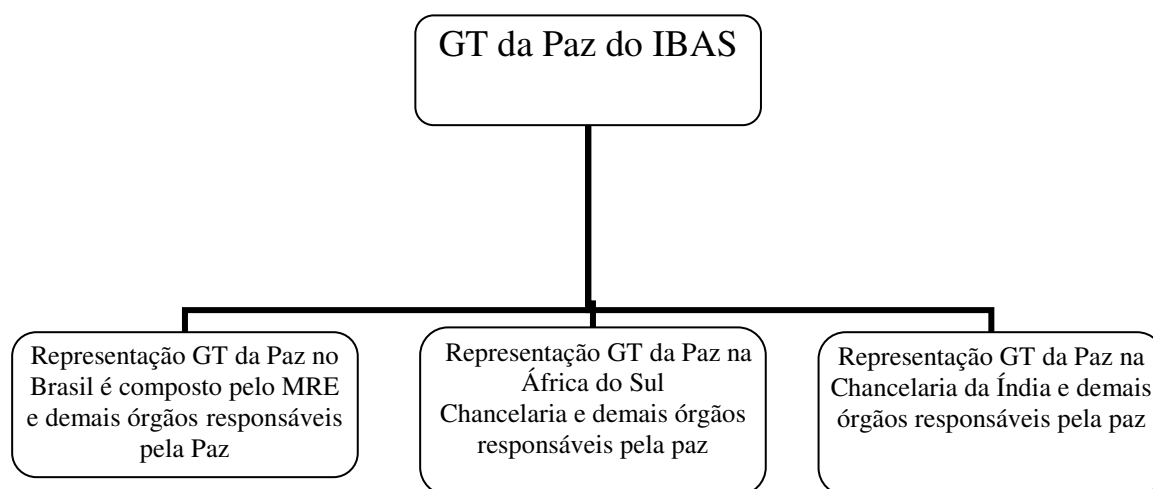 GT da Paz do IBAS
Representação GT da Paz no
Brasil é composto pelo MRE
e demais órgãos responsáveis
pela Paz
Representação GT da Paz na
África do Sul
Chancelaria e demais órgãos
responsáveis pela paz
Representação GT da Paz na
Chancelaria da Índia e demais
órgãos responsáveis pela paz